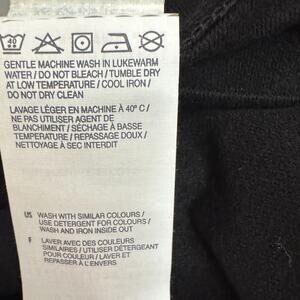 40
GENTLE MACHINE WASH IN LUKEWARM
WATER / DO NOT BLEACH / TUMBLE DRY
AT LOW TEMPERATURE / COOL IRON /
DO NOT DRY CLEAN
LAVAGE LÉGER EN MACHINE À 40° C /
NE PAS UTILISER AGENT DE
BLANCHIMENT / SÉCHAGE À BASSE
TEMPERATURE / REPASSAGE DOUX /
NETTOYAGE À SEC INTERDIT
US WASH WITH SIMILAR COLOURS /
USE DETERGENT FOR COLOURS /
WASH AND IRON INSIDE OUT
F LAVER AVEC DES COULEURS
SIMILAIRES / UTILISER DÉTERGENT
POUR COULEUR / LAVER ET
REPASSER À L'ENVERS